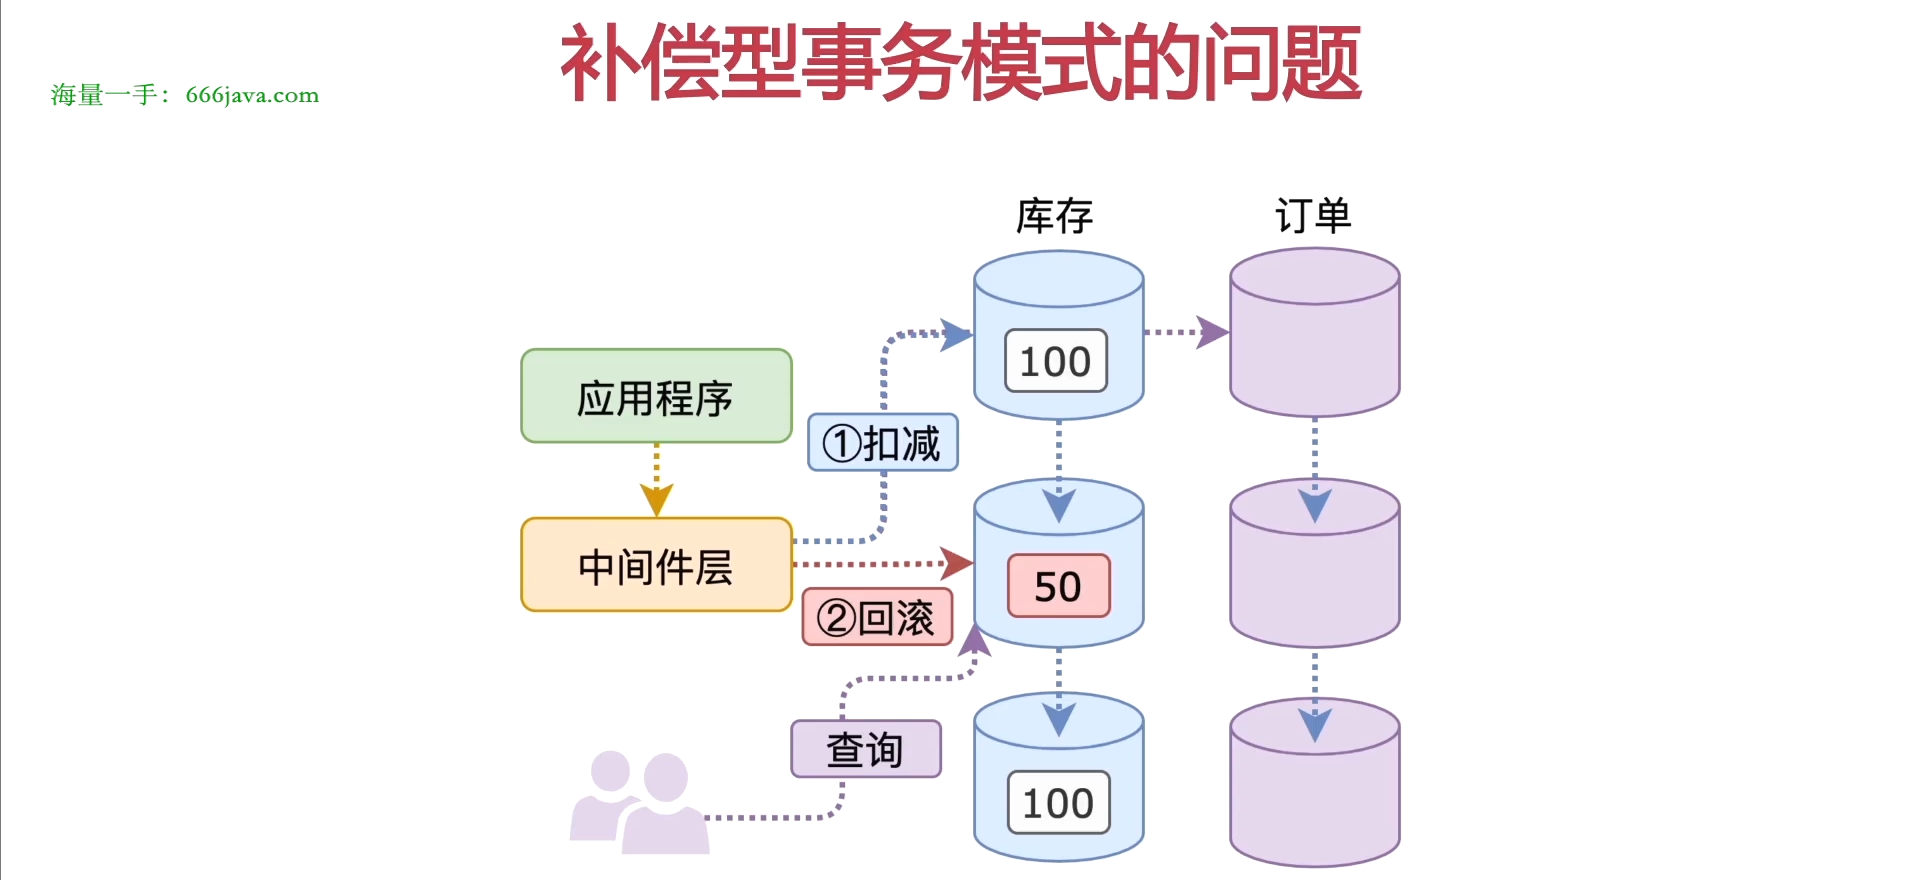 补偿型事务模式的问题
海量一手：666java.com
库存
订单
100
应用程序
①扣减
中间件层
50
②回滚
查询
100